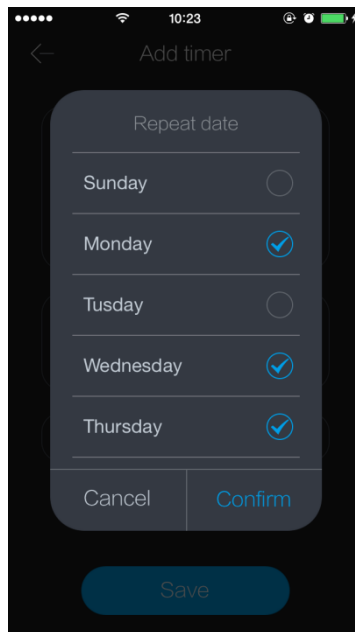 10:23
Add timer
Repeat date
Sunday
Monday
Tusday
Wednesday
Thursday
Cancel Confirm
Save